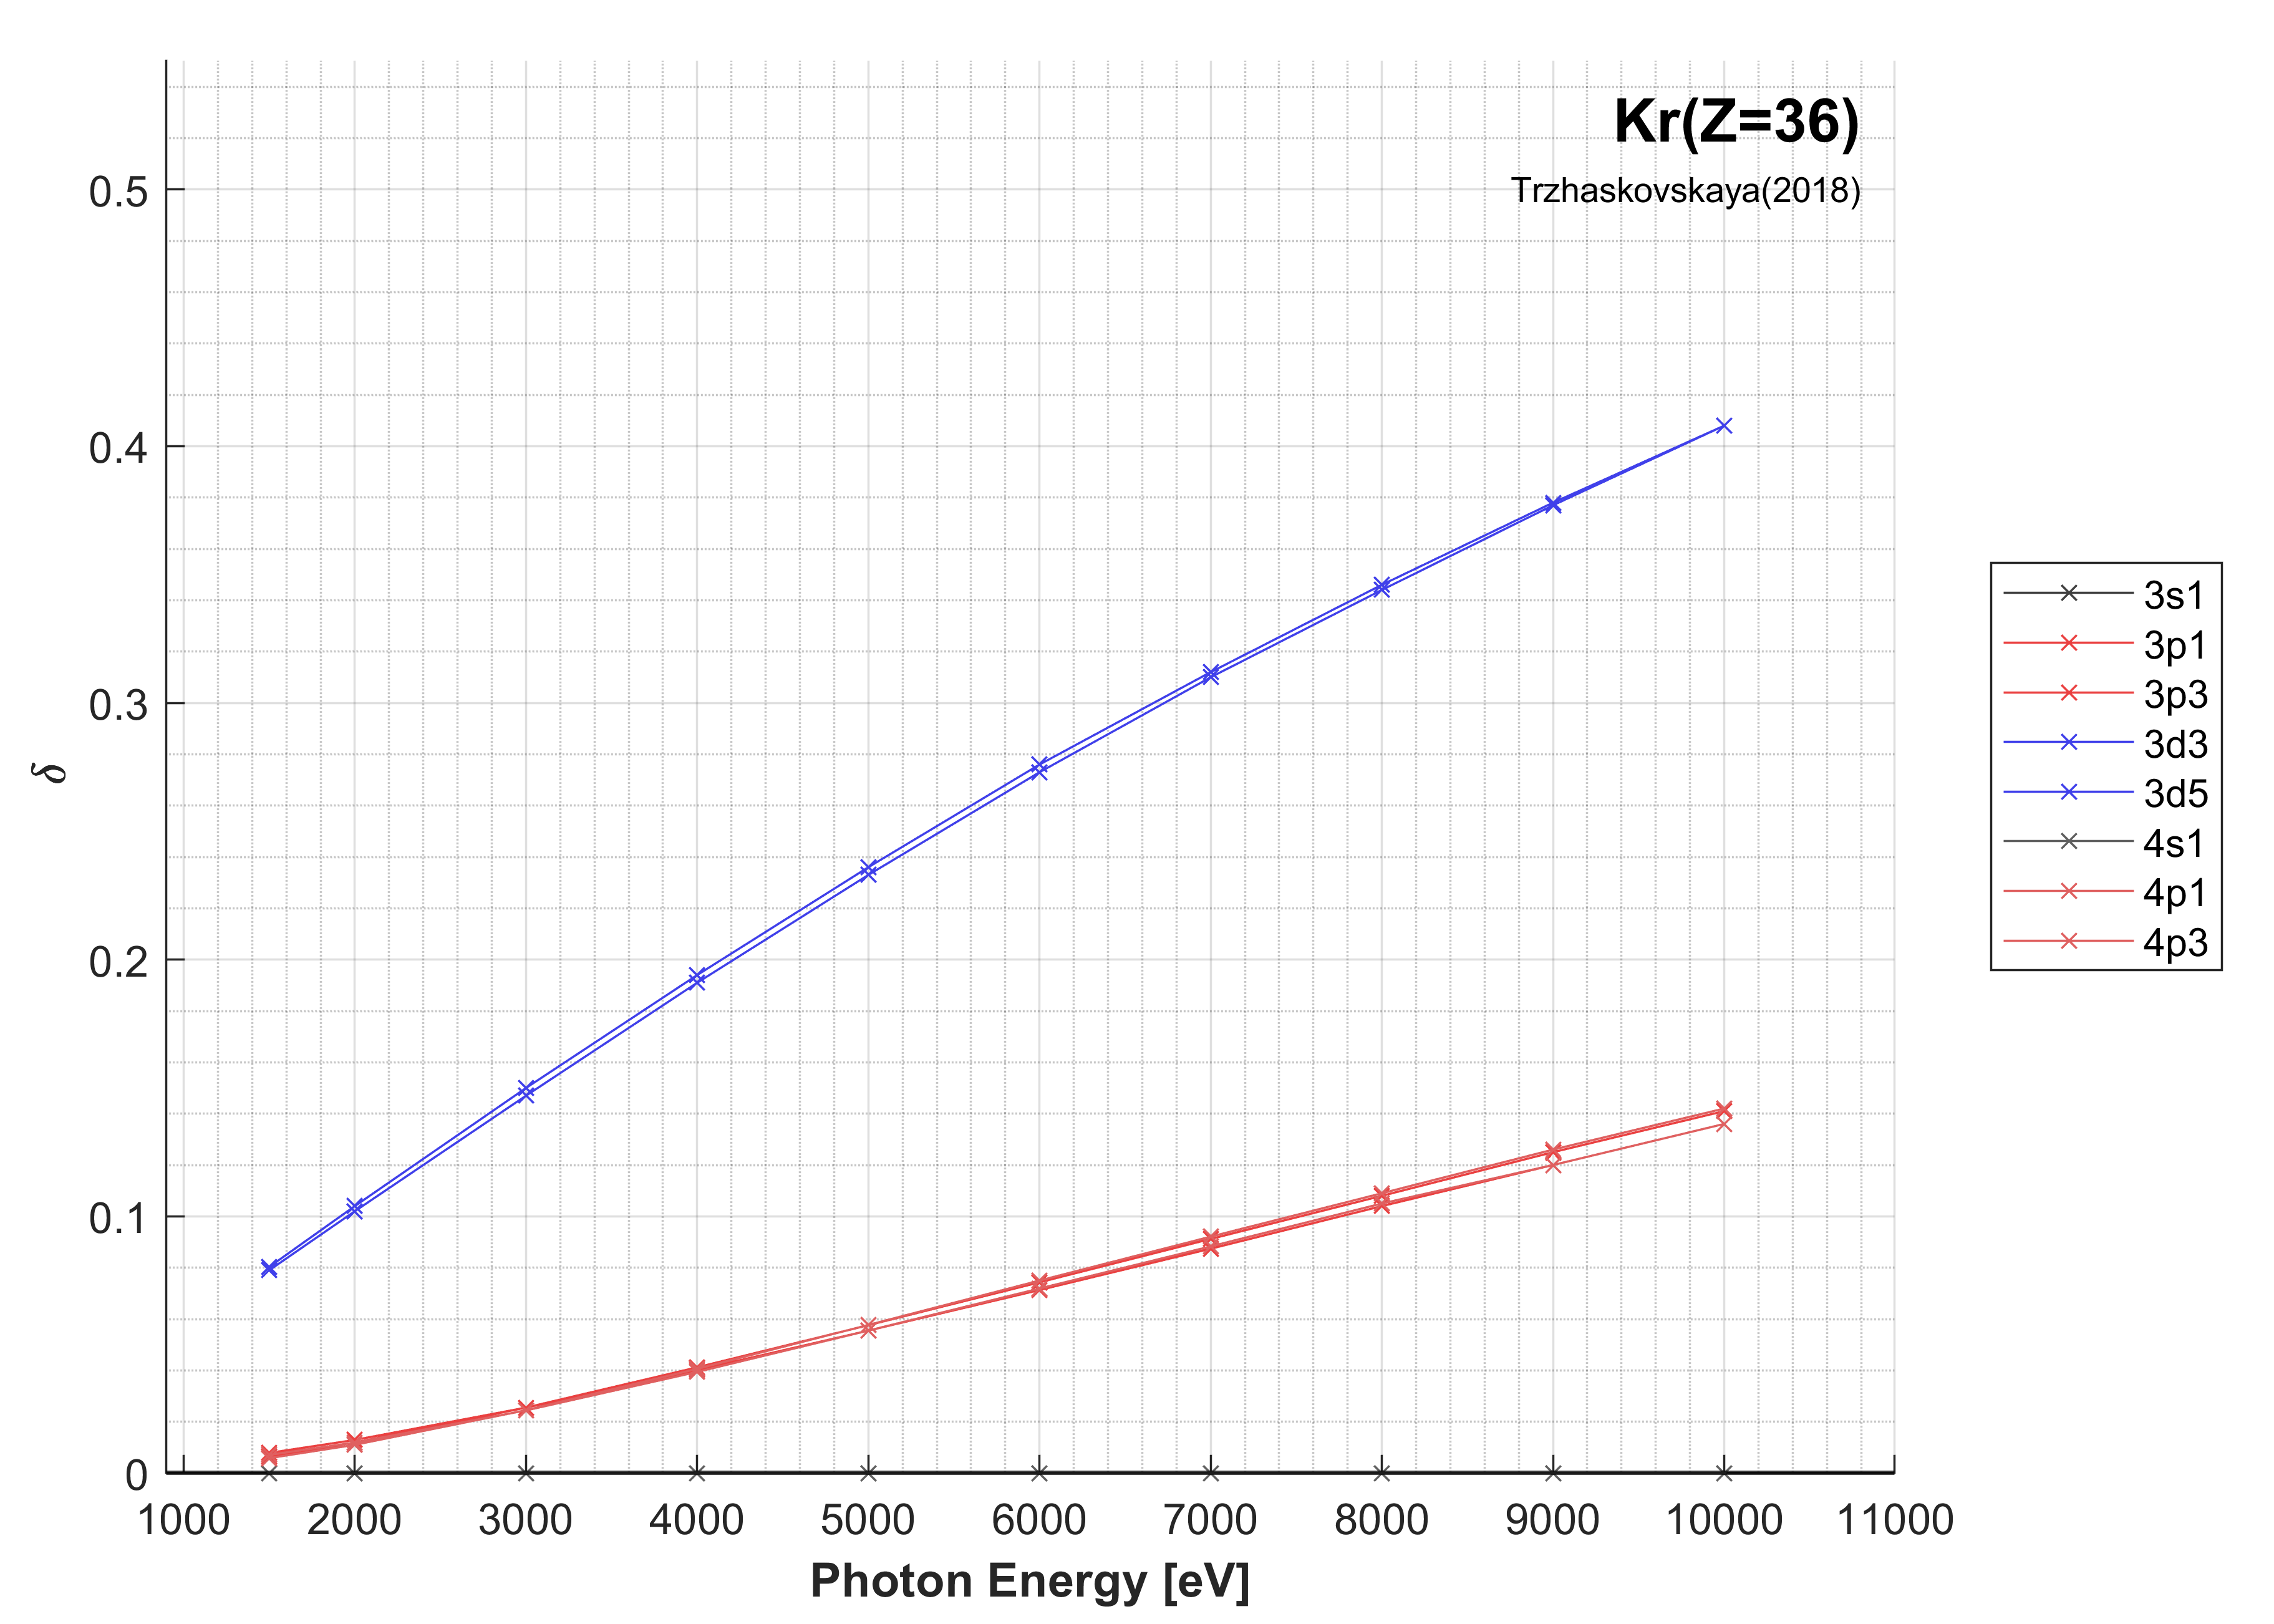 Kr(Z=36)
Trzhaskovskaya(2018)
0.5
0.4
0.3
0.2
0.1
0
δ
1000 2000 3000 4000 5000 6000 7000 8000 9000 10000 11000
Photon Energy [eV]
3s1
3p1
3p3
3d3
3d5
4s1
4p1
4p3